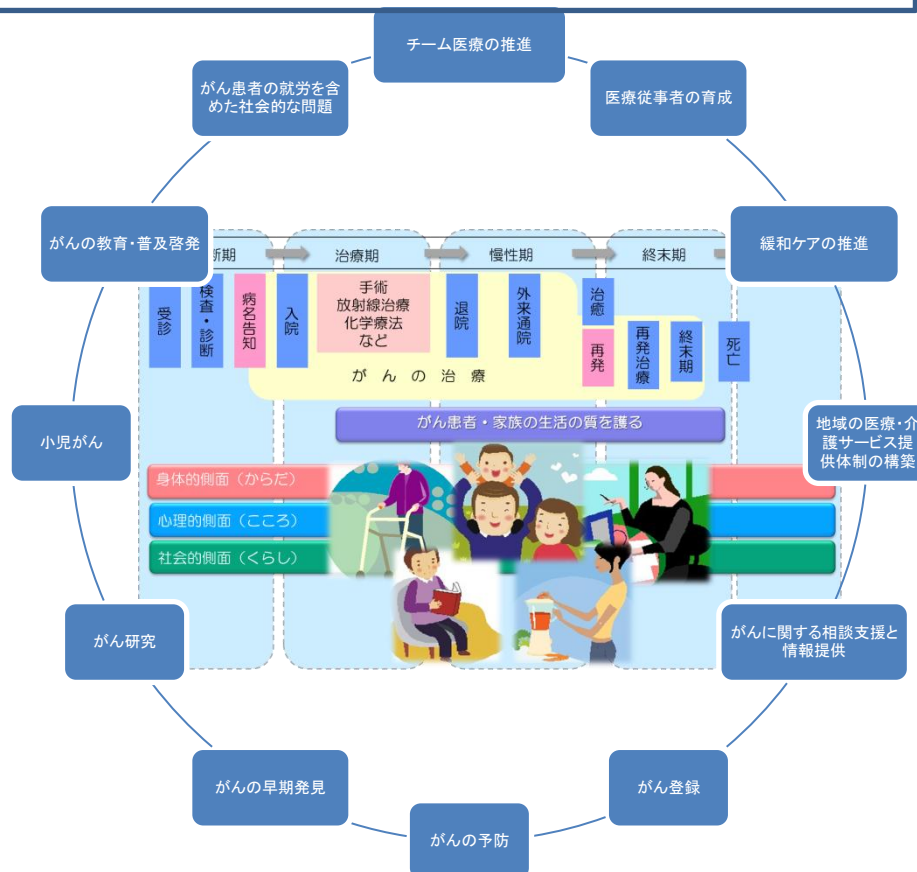 チーム医療の推進
がん患者の就労を含
めた社会的な問題
医療従事者の育成
がんの教育・普及啓発
緩和ケアの推進
断期
治療期
慢性期
終末期
受診
検査・診断
病名告知
入院
手術
放射線治療
化学療法
など
退院
外来通院
治癒
再発
再発治療
終末期
死亡
がんの治療
がん患者・家族の生活の質を護る
小児がん
地域の医療・介
護サービス提
供体制の構築
身体的側面（からだ）
心理的側面（こころ）
社会的側面（くらし）
がん研究
がんに関する相談支援と
情報提供
がんの早期発見
がん登録
がんの予防